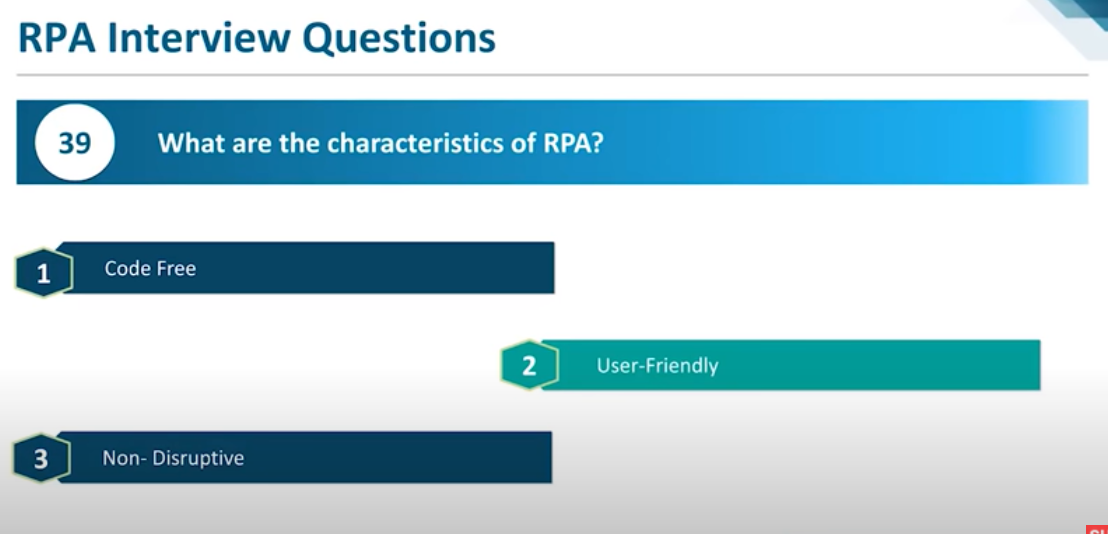 RPA Interview Questions
39 What are the characteristics of RPA?
1 Code Free
2 User-Friendly
3 Non- Disruptive